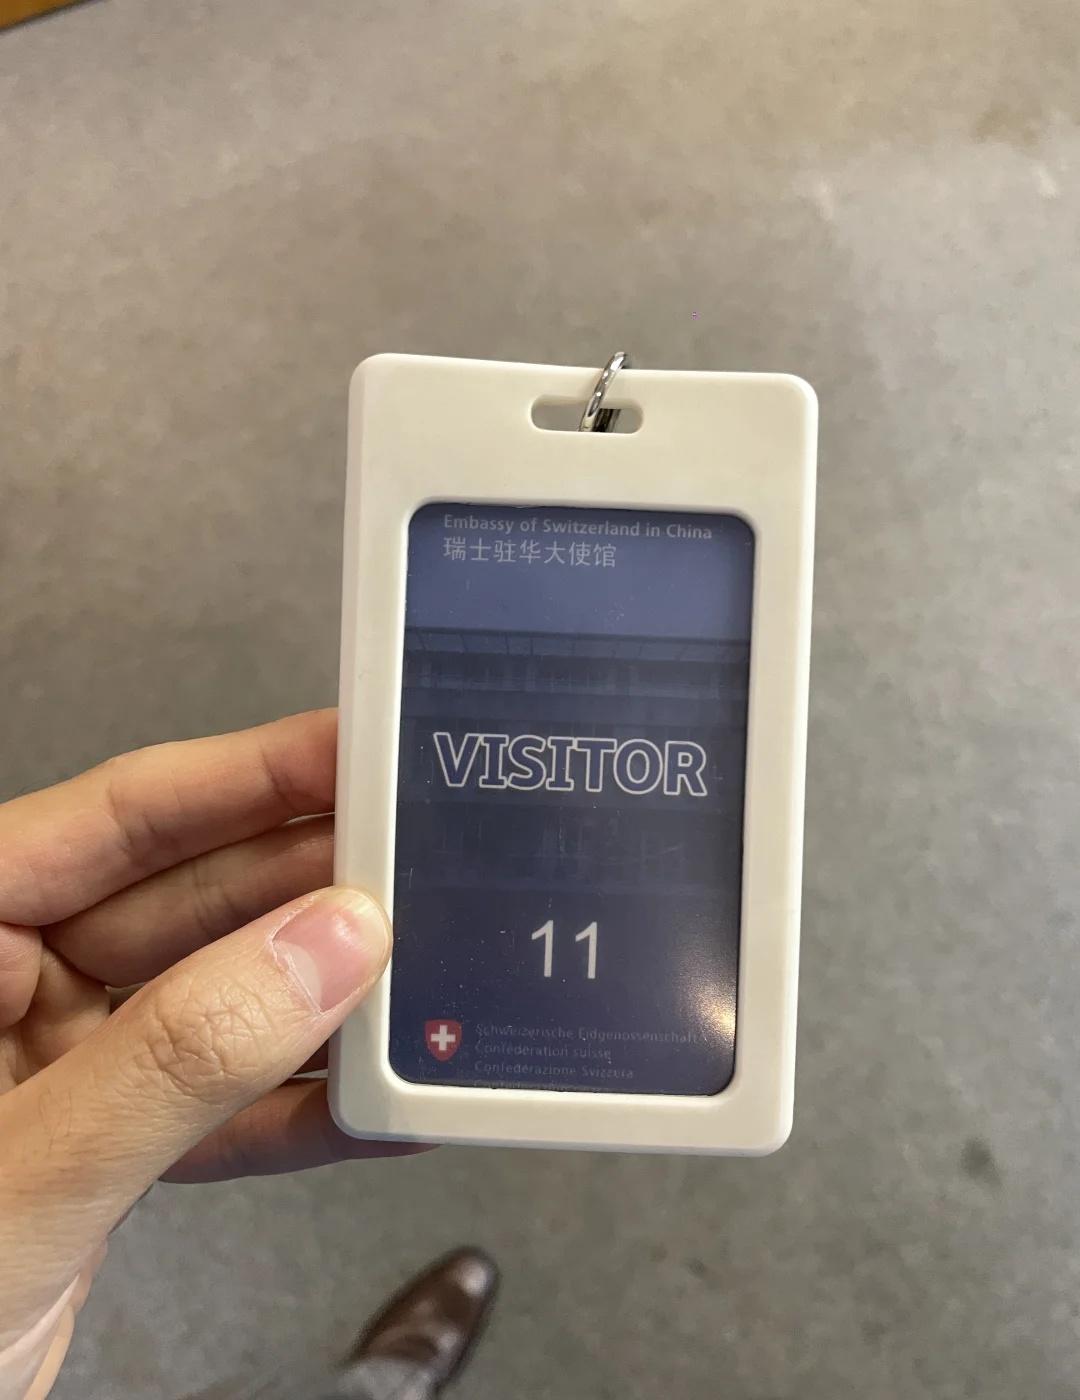 Embassy of Switzerland in China
瑞士驻华大使馆
VISITOR
11
Schweizerische Eidgenossenschaft
Confédération suisse
Confederazione Svizzera